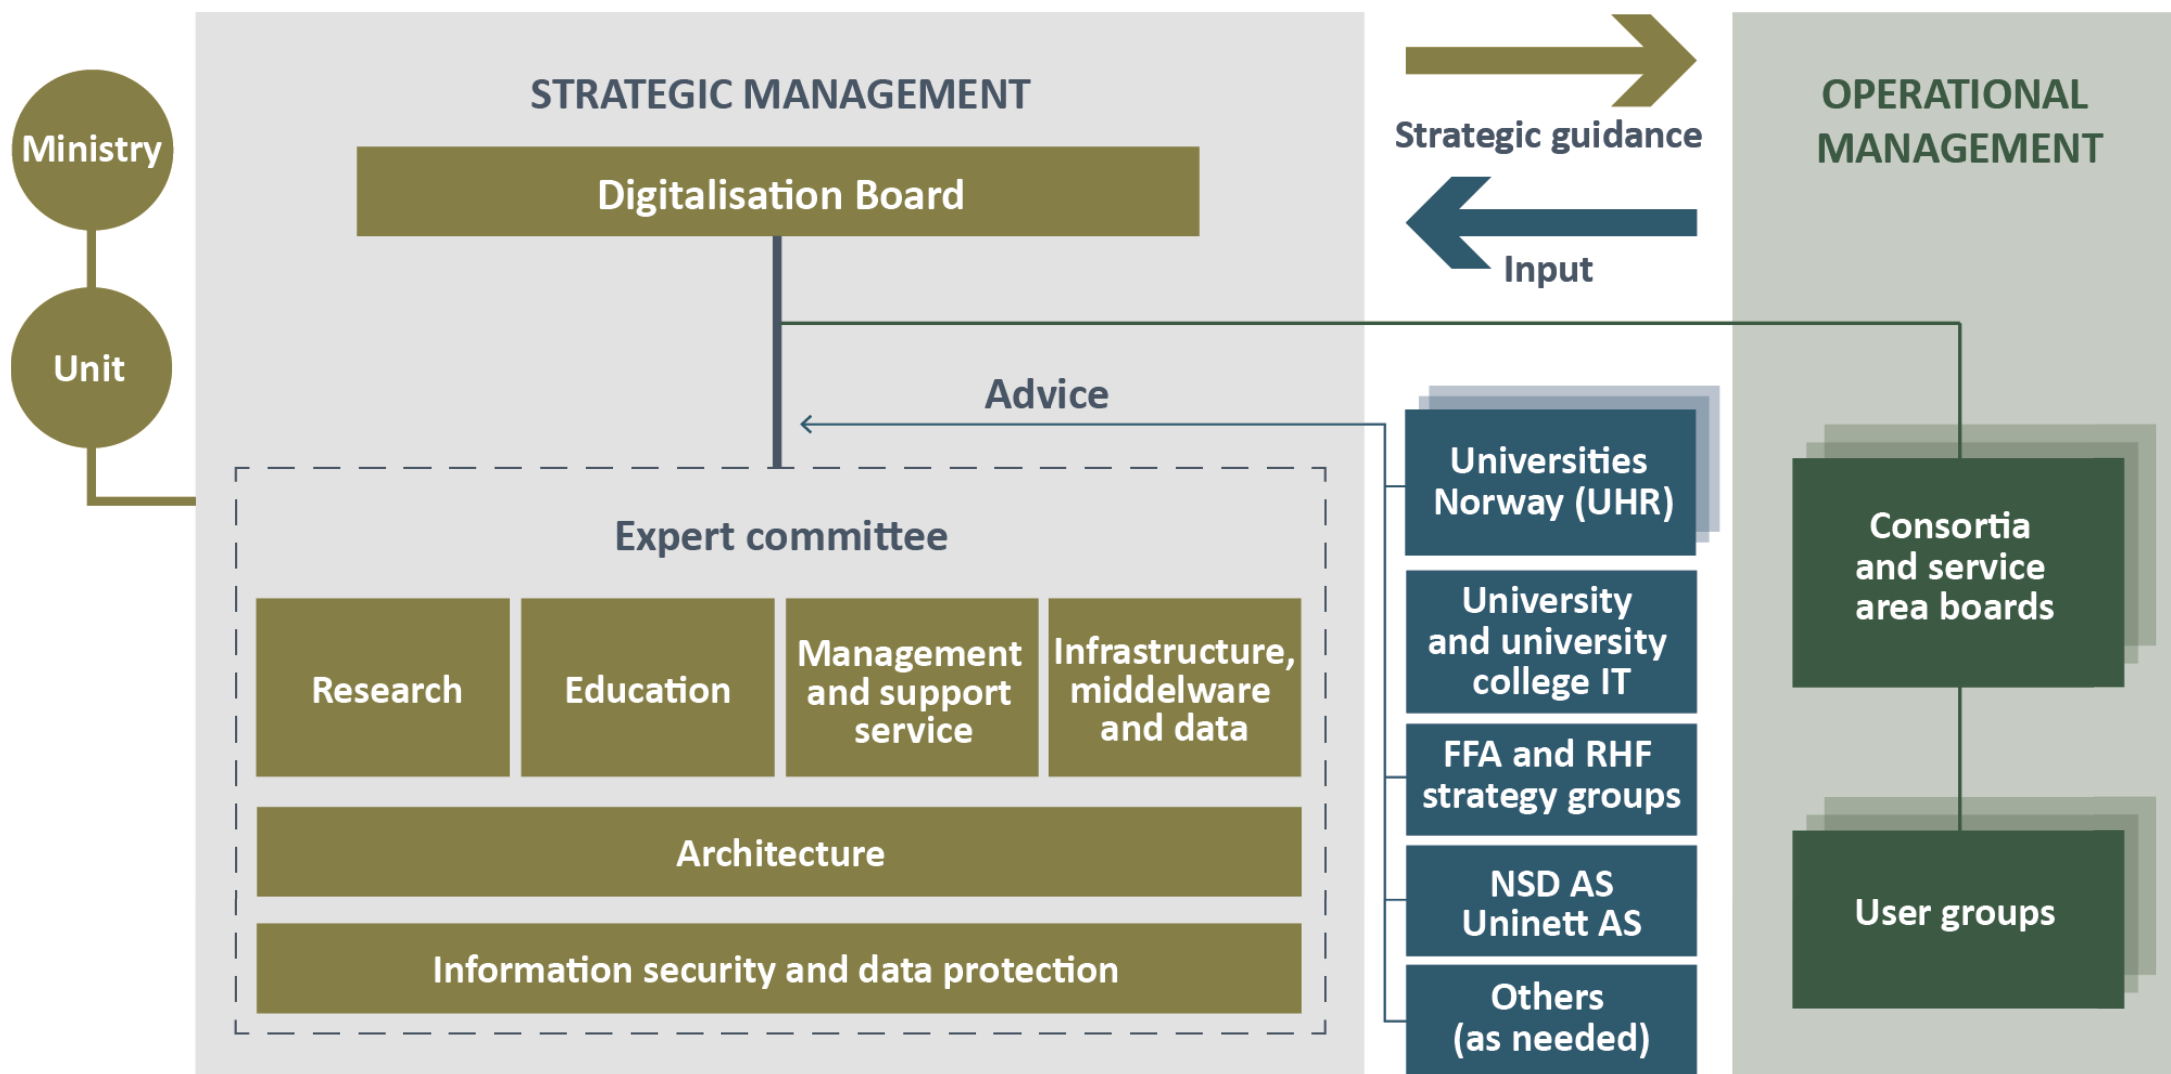 Ministry
Unit
STRATEGIC MANAGEMENT
Digitalisation Board
Strategic guidance
Input
OPERATIONAL
MANAGEMENT
Advice
Expert committee
Research
Education
Management
and support
service
Infrastructure,
middelware
and data
Architecture
Information security and data protection
Universities
Norway (UHR)
University
and university
college IT
FFA and RHF
strategy groups
NSD AS
Uninett AS
Others
(as needed)
Consortia
and service
area boards
User groups